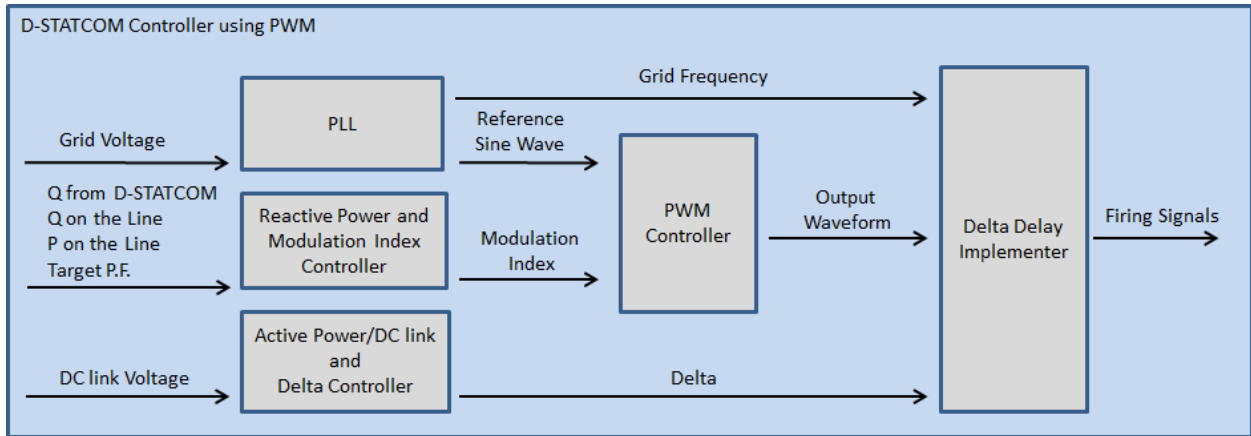 D-STATCOM Controller using PWM
Grid Frequency
PLL
Reference
Sine Wave
Grid Voltage
Q from D-STATCOM
Q on the Line
P on the Line
Target P.F.
Reactive Power and
Modulation Index
Controller
Modulation
Index
PWM
Controller
Output
Waveform
Delta Delay
Implementer
Firing Signals
Active Power/DC link
and
Delta Controller
DC link Voltage
Delta